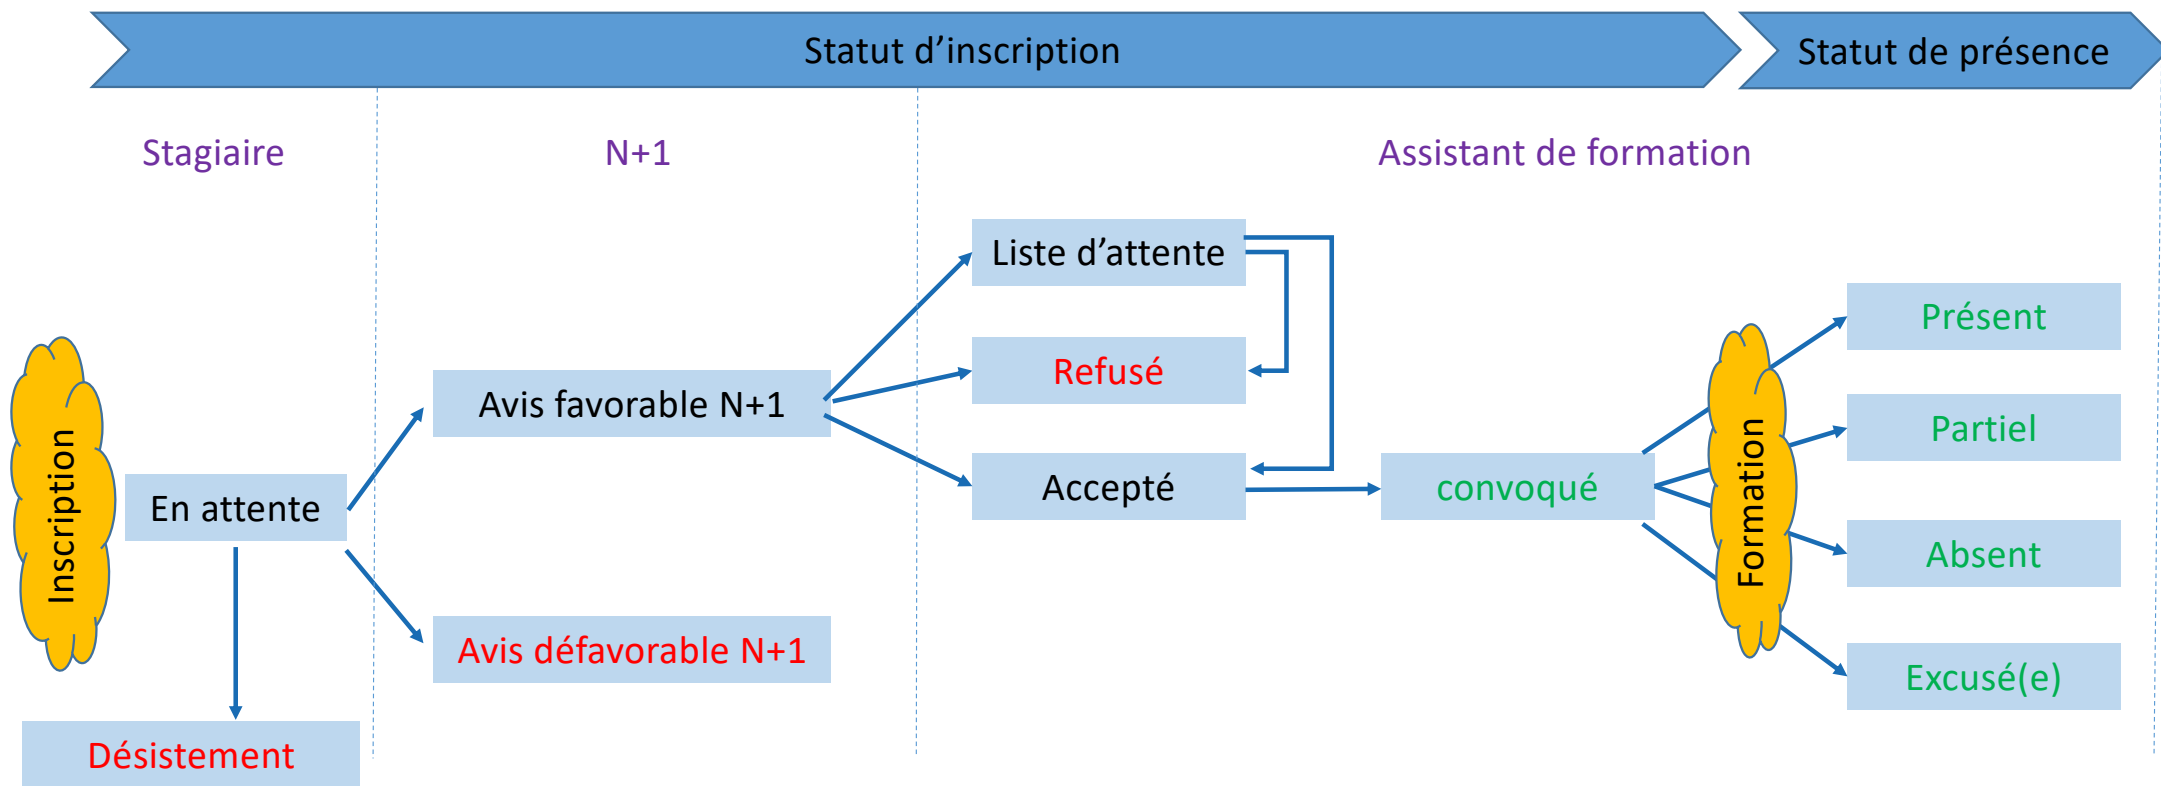 Statut d’inscription
Statut de présence
Stagiaire
N+1
Assistant de formation
Inscription
En attente
Désistement
Avis favorable N+1
Avis défavorable N+1
Liste d’attente
Refusé
Accepté
convoqué
Formation
Présent
Partiel
Absent
Excusé(e)